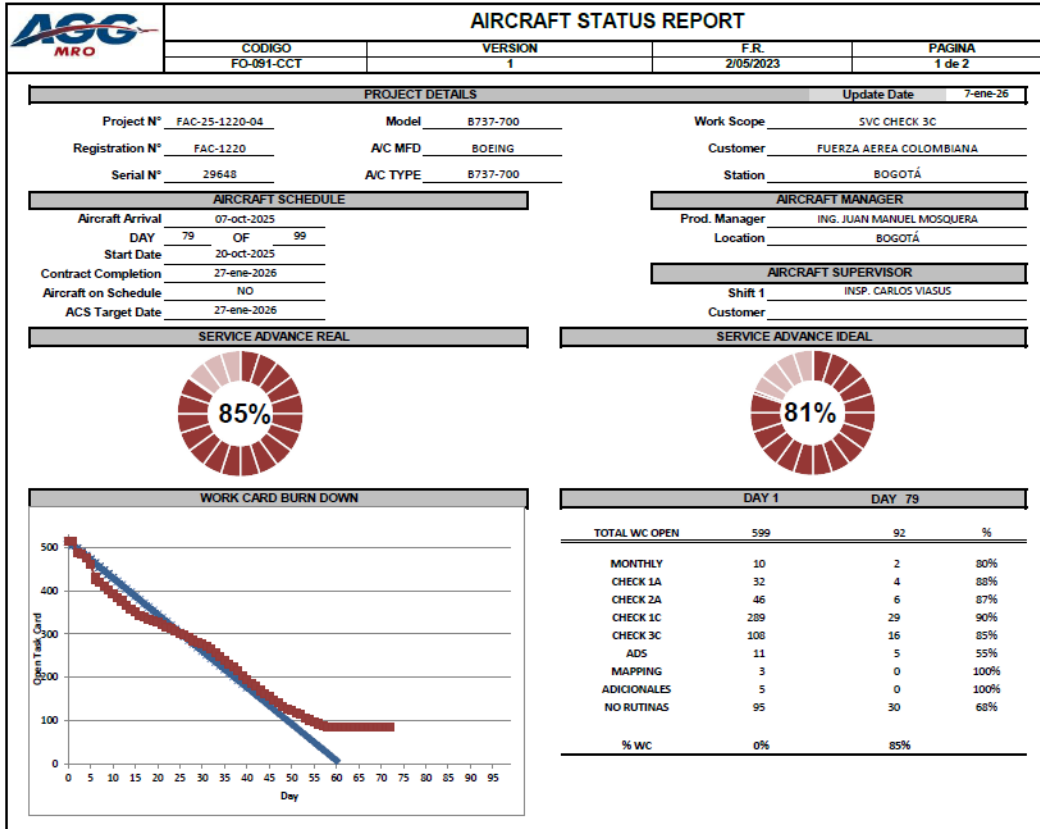 AGG
MRO
AIRCRAFT STATUS REPORT
CODIGO VERSION F.R. PAGINA
FO-091-CCT 1 2/05/2023 1 de 2
PROJECT DETAILS Update Date 7-ene-26
Project N° FAC-25-1220-04 Model B737-700 Work Scope SVC CHECK 3C
Registration N° FAC-1220 A/C MFD BOEING Customer FUERZA AEREA COLOMBIANA
Serial N° 29648 A/C TYPE B737-700 Station BOGOTÁ
AIRCRAFT SCHEDULE AIRCRAFT MANAGER
Aircraft Arrival 07-oct-2025 Prod. Manager ING. JUAN MANUEL MOSQUERA
DAY 79 OF 99 Location BOGOTÁ
Start Date 20-oct-2025
Contract Completion 27-ene-2026 AIRCRAFT SUPERVISOR
Aircraft on Schedule NO Shift 1 INSP. CARLOS VIASUS
ACS Target Date 27-ene-2026 Customer
SERVICE ADVANCE REAL SERVICE ADVANCE IDEAL
85% 81%
WORK CARD BURN DOWN DAY 1 DAY 79
TOTAL WC OPEN 599 92 %
MONTHLY 10 2 80%
CHECK 1A 32 4 88%
CHECK 2A 46 6 87%
CHECK 1C 289 29 90%
CHECK 3C 108 16 85%
ADS 11 5 55%
MAPPING 3 0 100%
ADICIONALES 5 0 100%
NO RUTINAS 95 30 68%
% WC 0% 85%
Open Task Card
500
400
300
200
100
0
0 5 10 15 20 25 30 35 40 45 50 55 60 65 70 75 80 85 90 95
Day